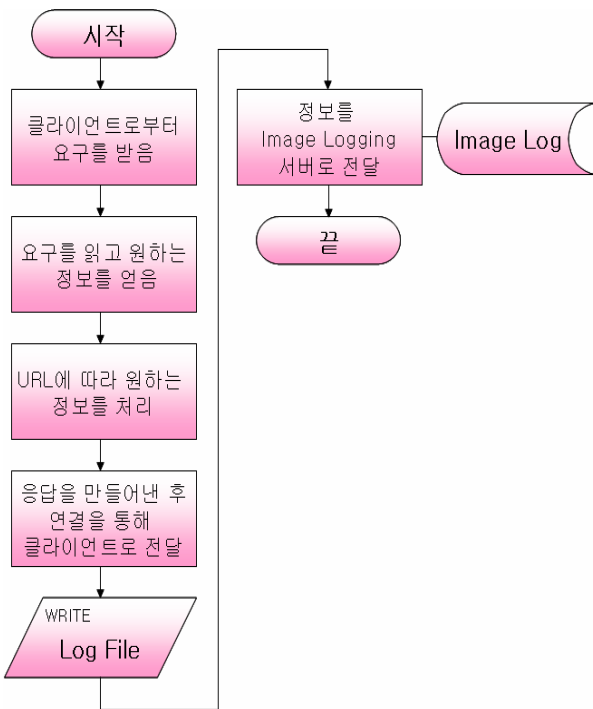 시작
클라이언트로부터
요구를 받음
요구를 읽고 원하는
정보를 얻음
URL에 따라 원하는
정보를 처리
응답을 만들어낸 후
연결을 통해
클라이언트로 전달
WRITE
Log File
정보를
Image Logging
서버로 전달
Image Log
끝